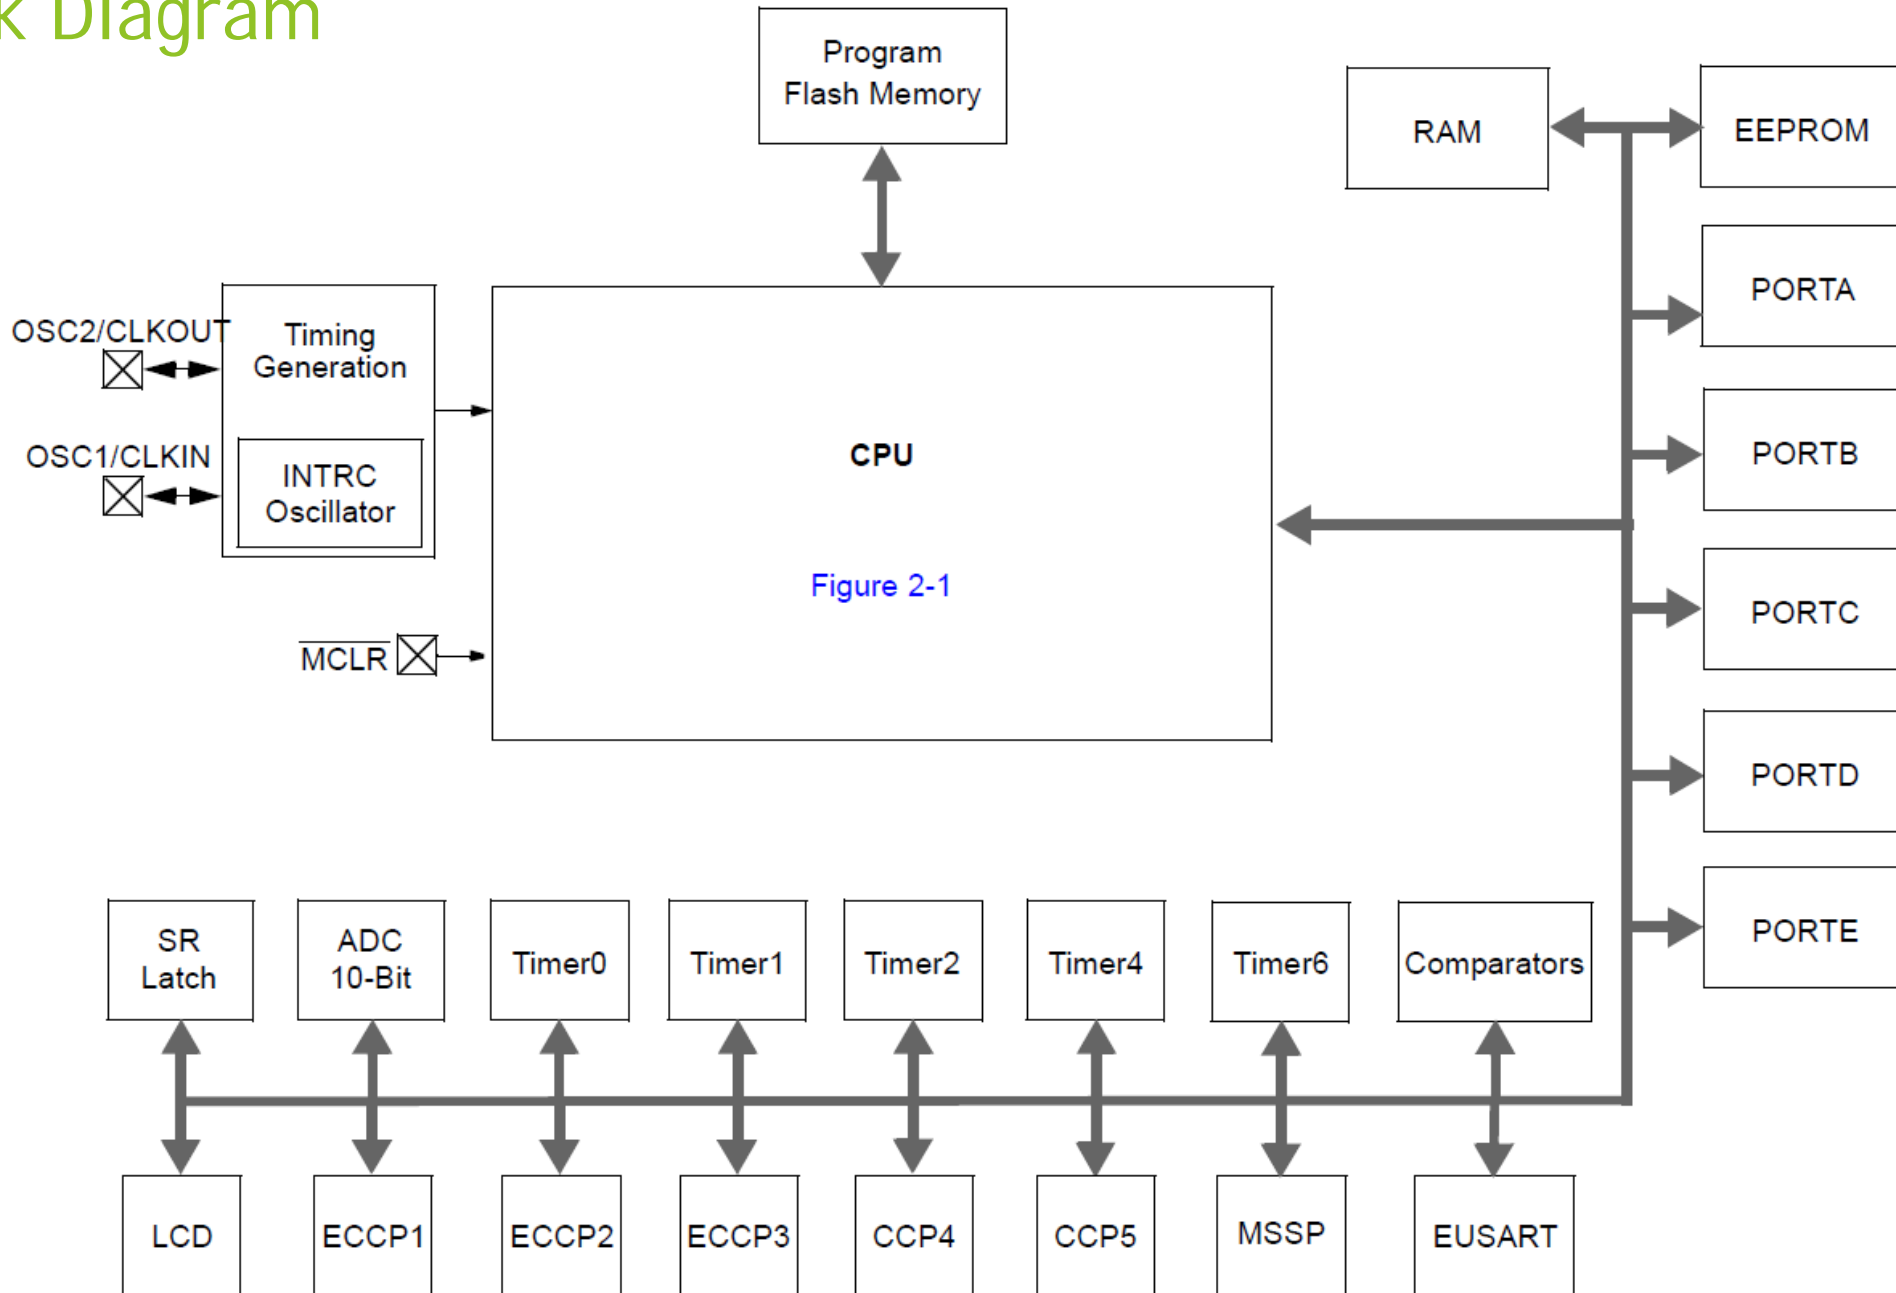 k Diagram
Program
Flash Memory
RAM
EEPROM
PORTA
OSC2/CLKOUT
Timing
Generation
OSC1/CLKIN
INTRC
Oscillator
CPU
PORTB
Figure 2-1
PORTC
MCLR
PORTD
PORTE
SR
Latch
ADC
10-Bit
Timer0
Timer1
Timer2
Timer4
Timer6
Comparators
LCD
ECCP1
ECCP2
ECCP3
CCP4
CCP5
MSSP
EUSART